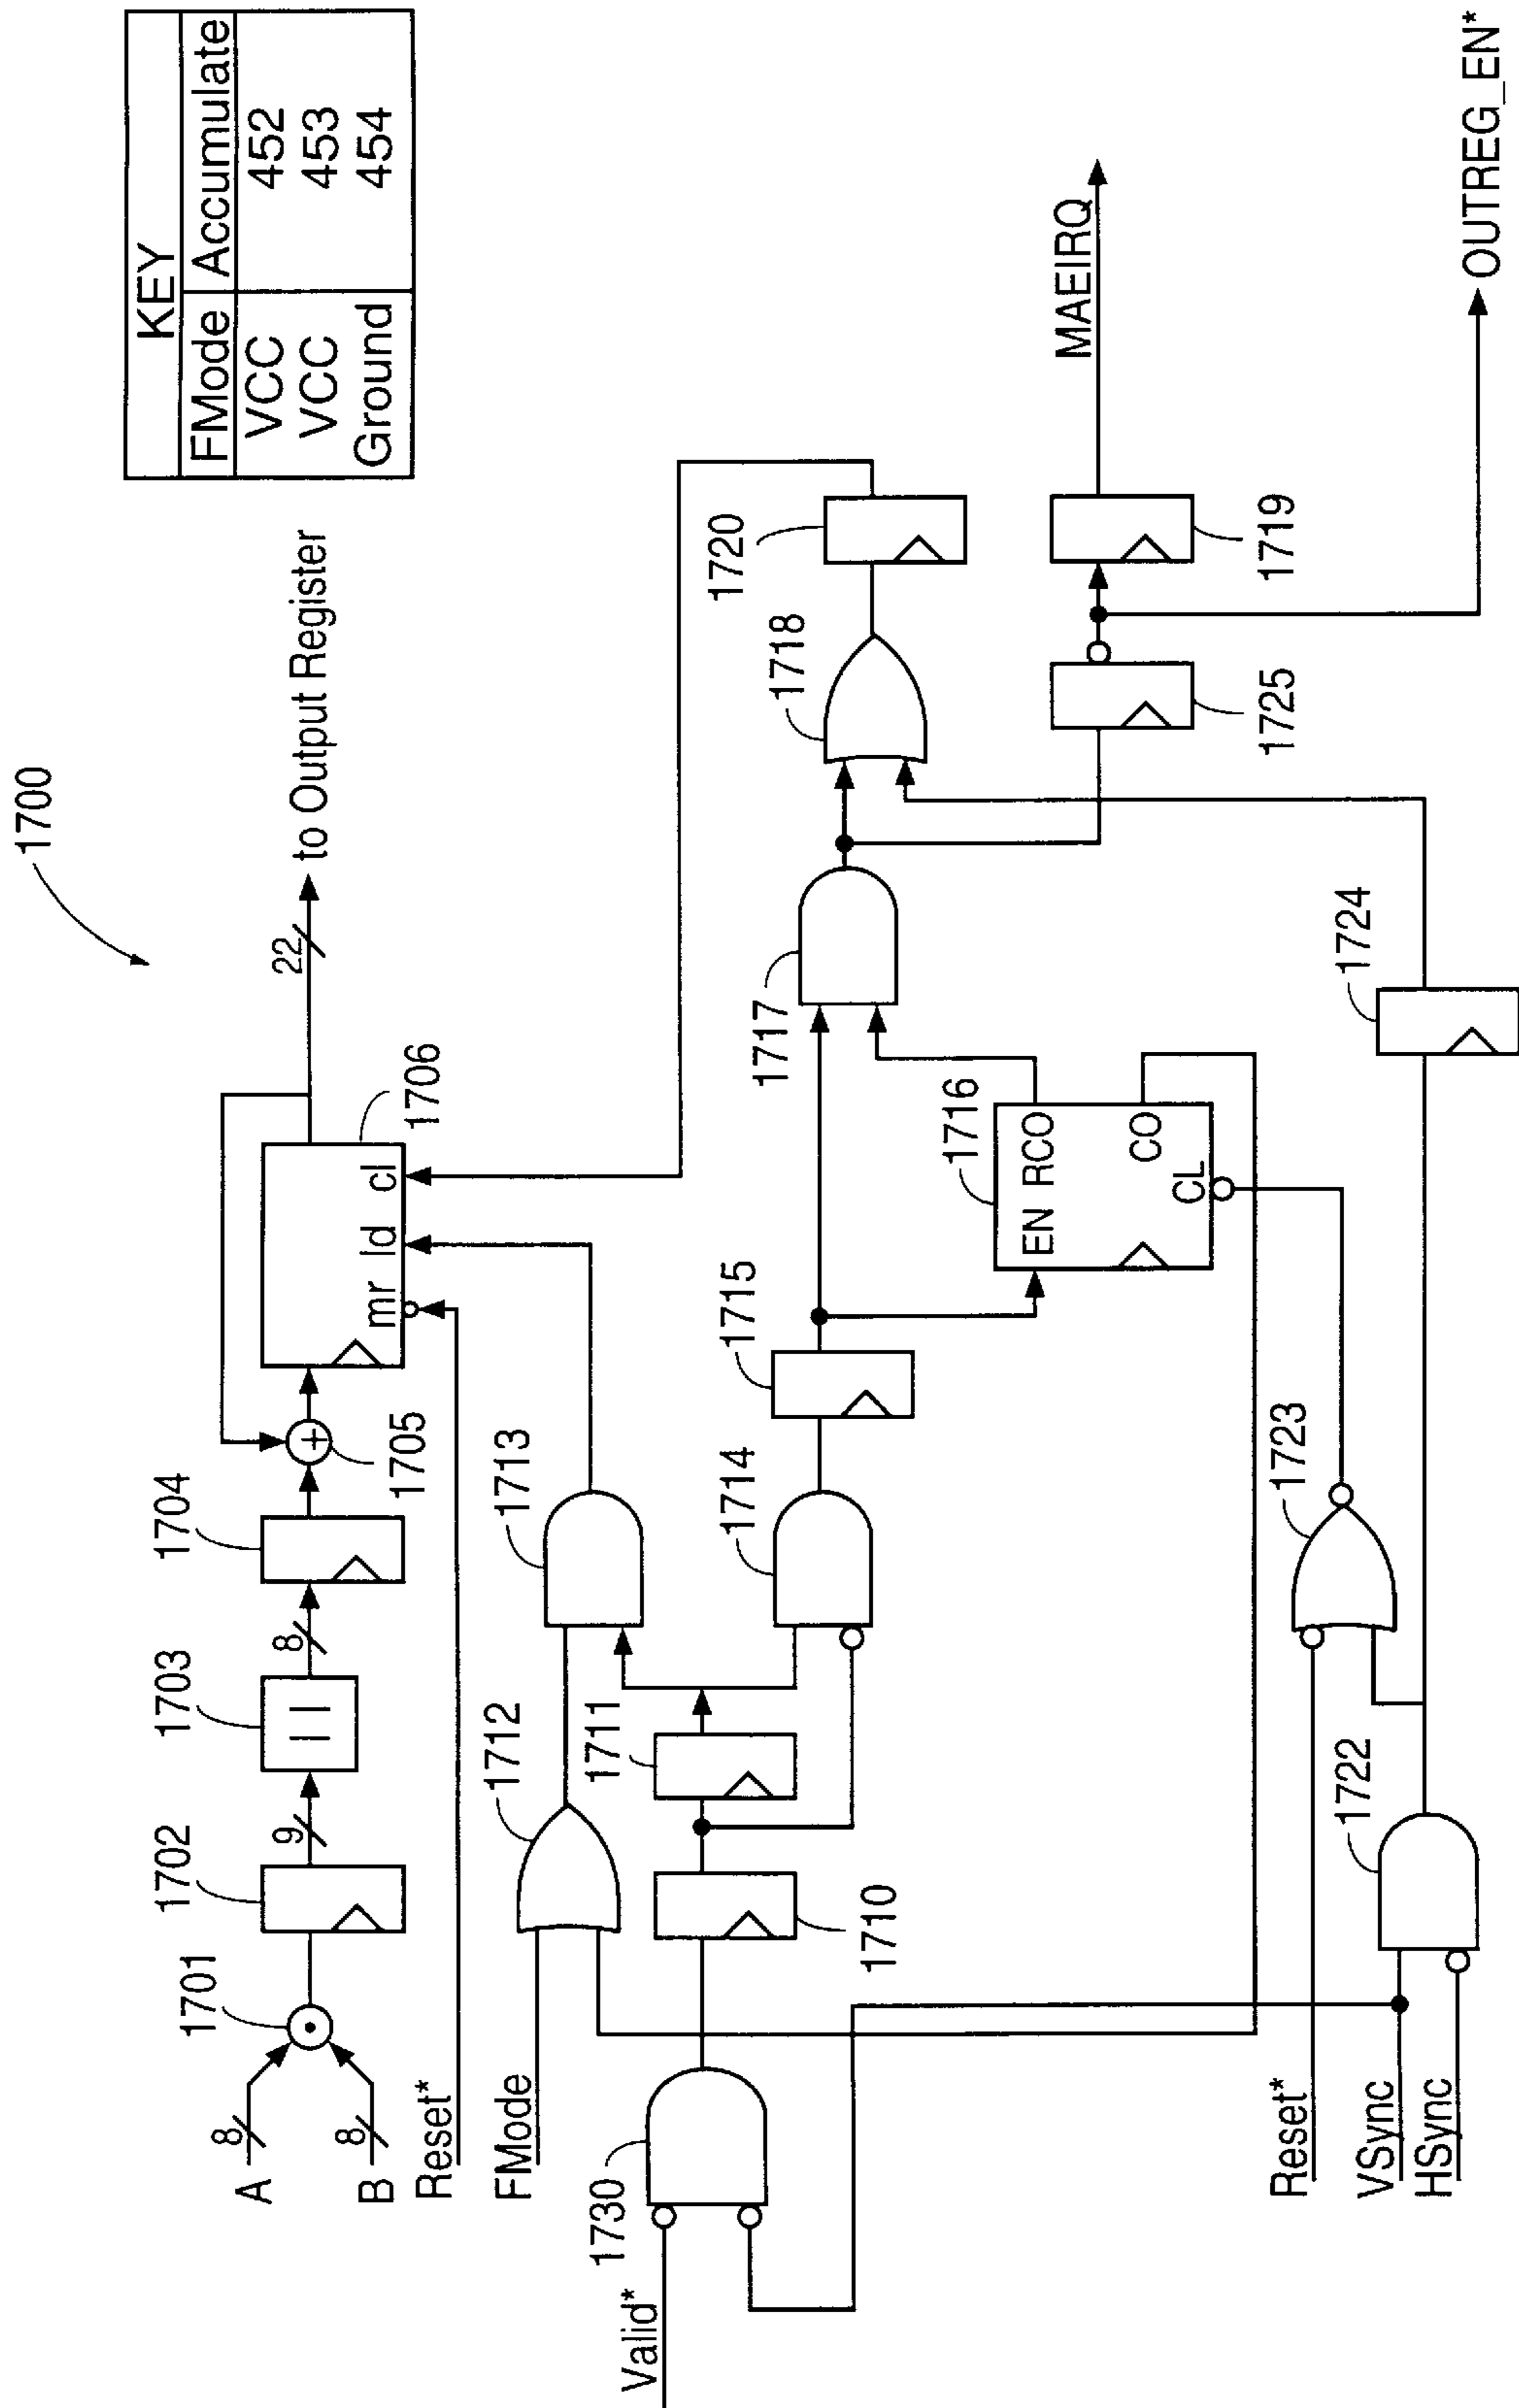 1700
KEY
FMode Accumulate
VCC 452
VCC 453
Ground 454
A
8
B
8
1701
1702
9
1703
8
1704
1705
1706
mr ld cl
22
to Output Register
Reset*
FMode
1712
1713
1711
1710
1714
1715
1730
Valid*
1716
EN RCO
CO
CL
1717
1718
1720
MAEIRQ
1725
1719
OUTREG_EN*
Reset*
VSync
HSync
1722
1723
1724